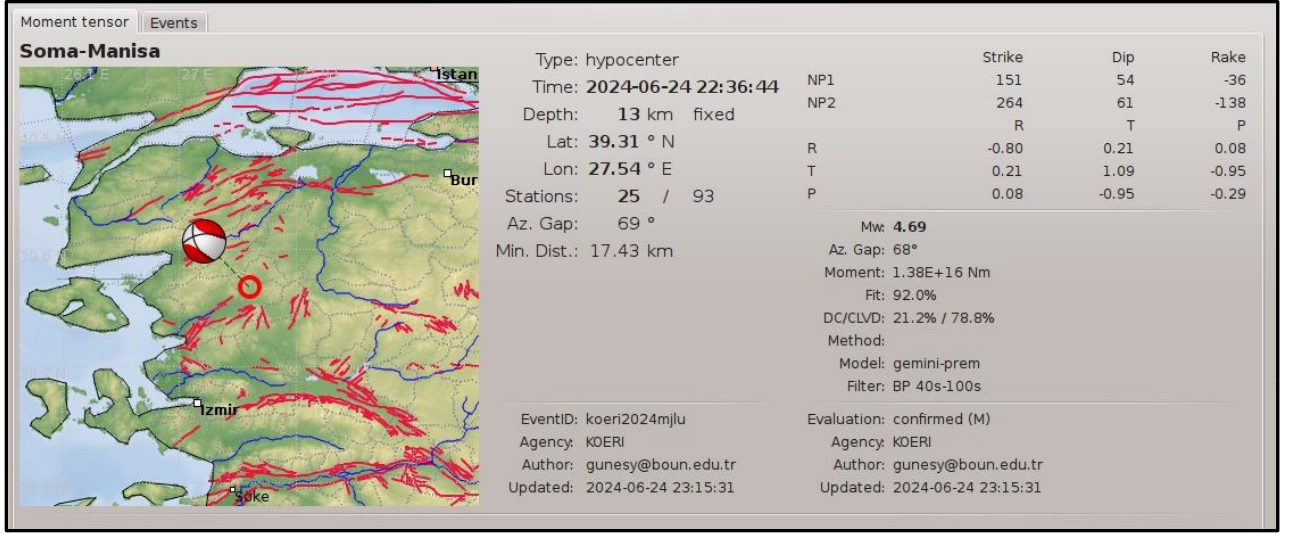 Moment tensor Events
Soma-Manisa
26.1 E 27 E
Istan
40.5 N
Bur
39.6 N
Izmir
Soke
Type: hypocenter
Time: 2024-06-24 22:36:44
Depth: 13 km fixed
Lat: 39.31 ° N
Lon: 27.54 ° E
Stations: 25 / 93
Az. Gap: 69 °
Min. Dist.: 17.43 km
EventID: koeri2024mjlu
Agency: KOERI
Author: gunesy@boun.edu.tr
Updated: 2024-06-24 23:15:31
Strike Dip Rake
NP1 151 54 -36
NP2 264 61 -138
R T P
R -0.80 0.21 0.08
T 0.21 1.09 -0.95
P 0.08 -0.95 -0.29
Mw: 4.69
Az. Gap: 68°
Moment: 1.38E+16 Nm
Fit: 92.0%
DC/CLVD: 21.2% / 78.8%
Method:
Model: gemini-prem
Filter: BP 40s-100s
Evaluation: confirmed (M)
Agency: KOERI
Author: gunesy@boun.edu.tr
Updated: 2024-06-24 23:15:31